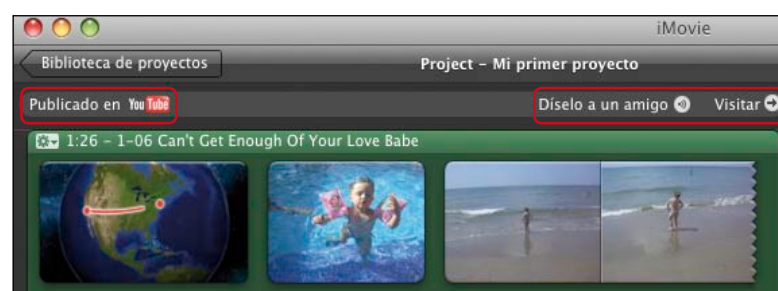 iMovie
Biblioteca de proyectos
Project – Mi primer proyecto
Publicado en YouTube
Díselo a un amigo Visitar
1:26 – 1-06 Can't Get Enough Of Your Love Babe